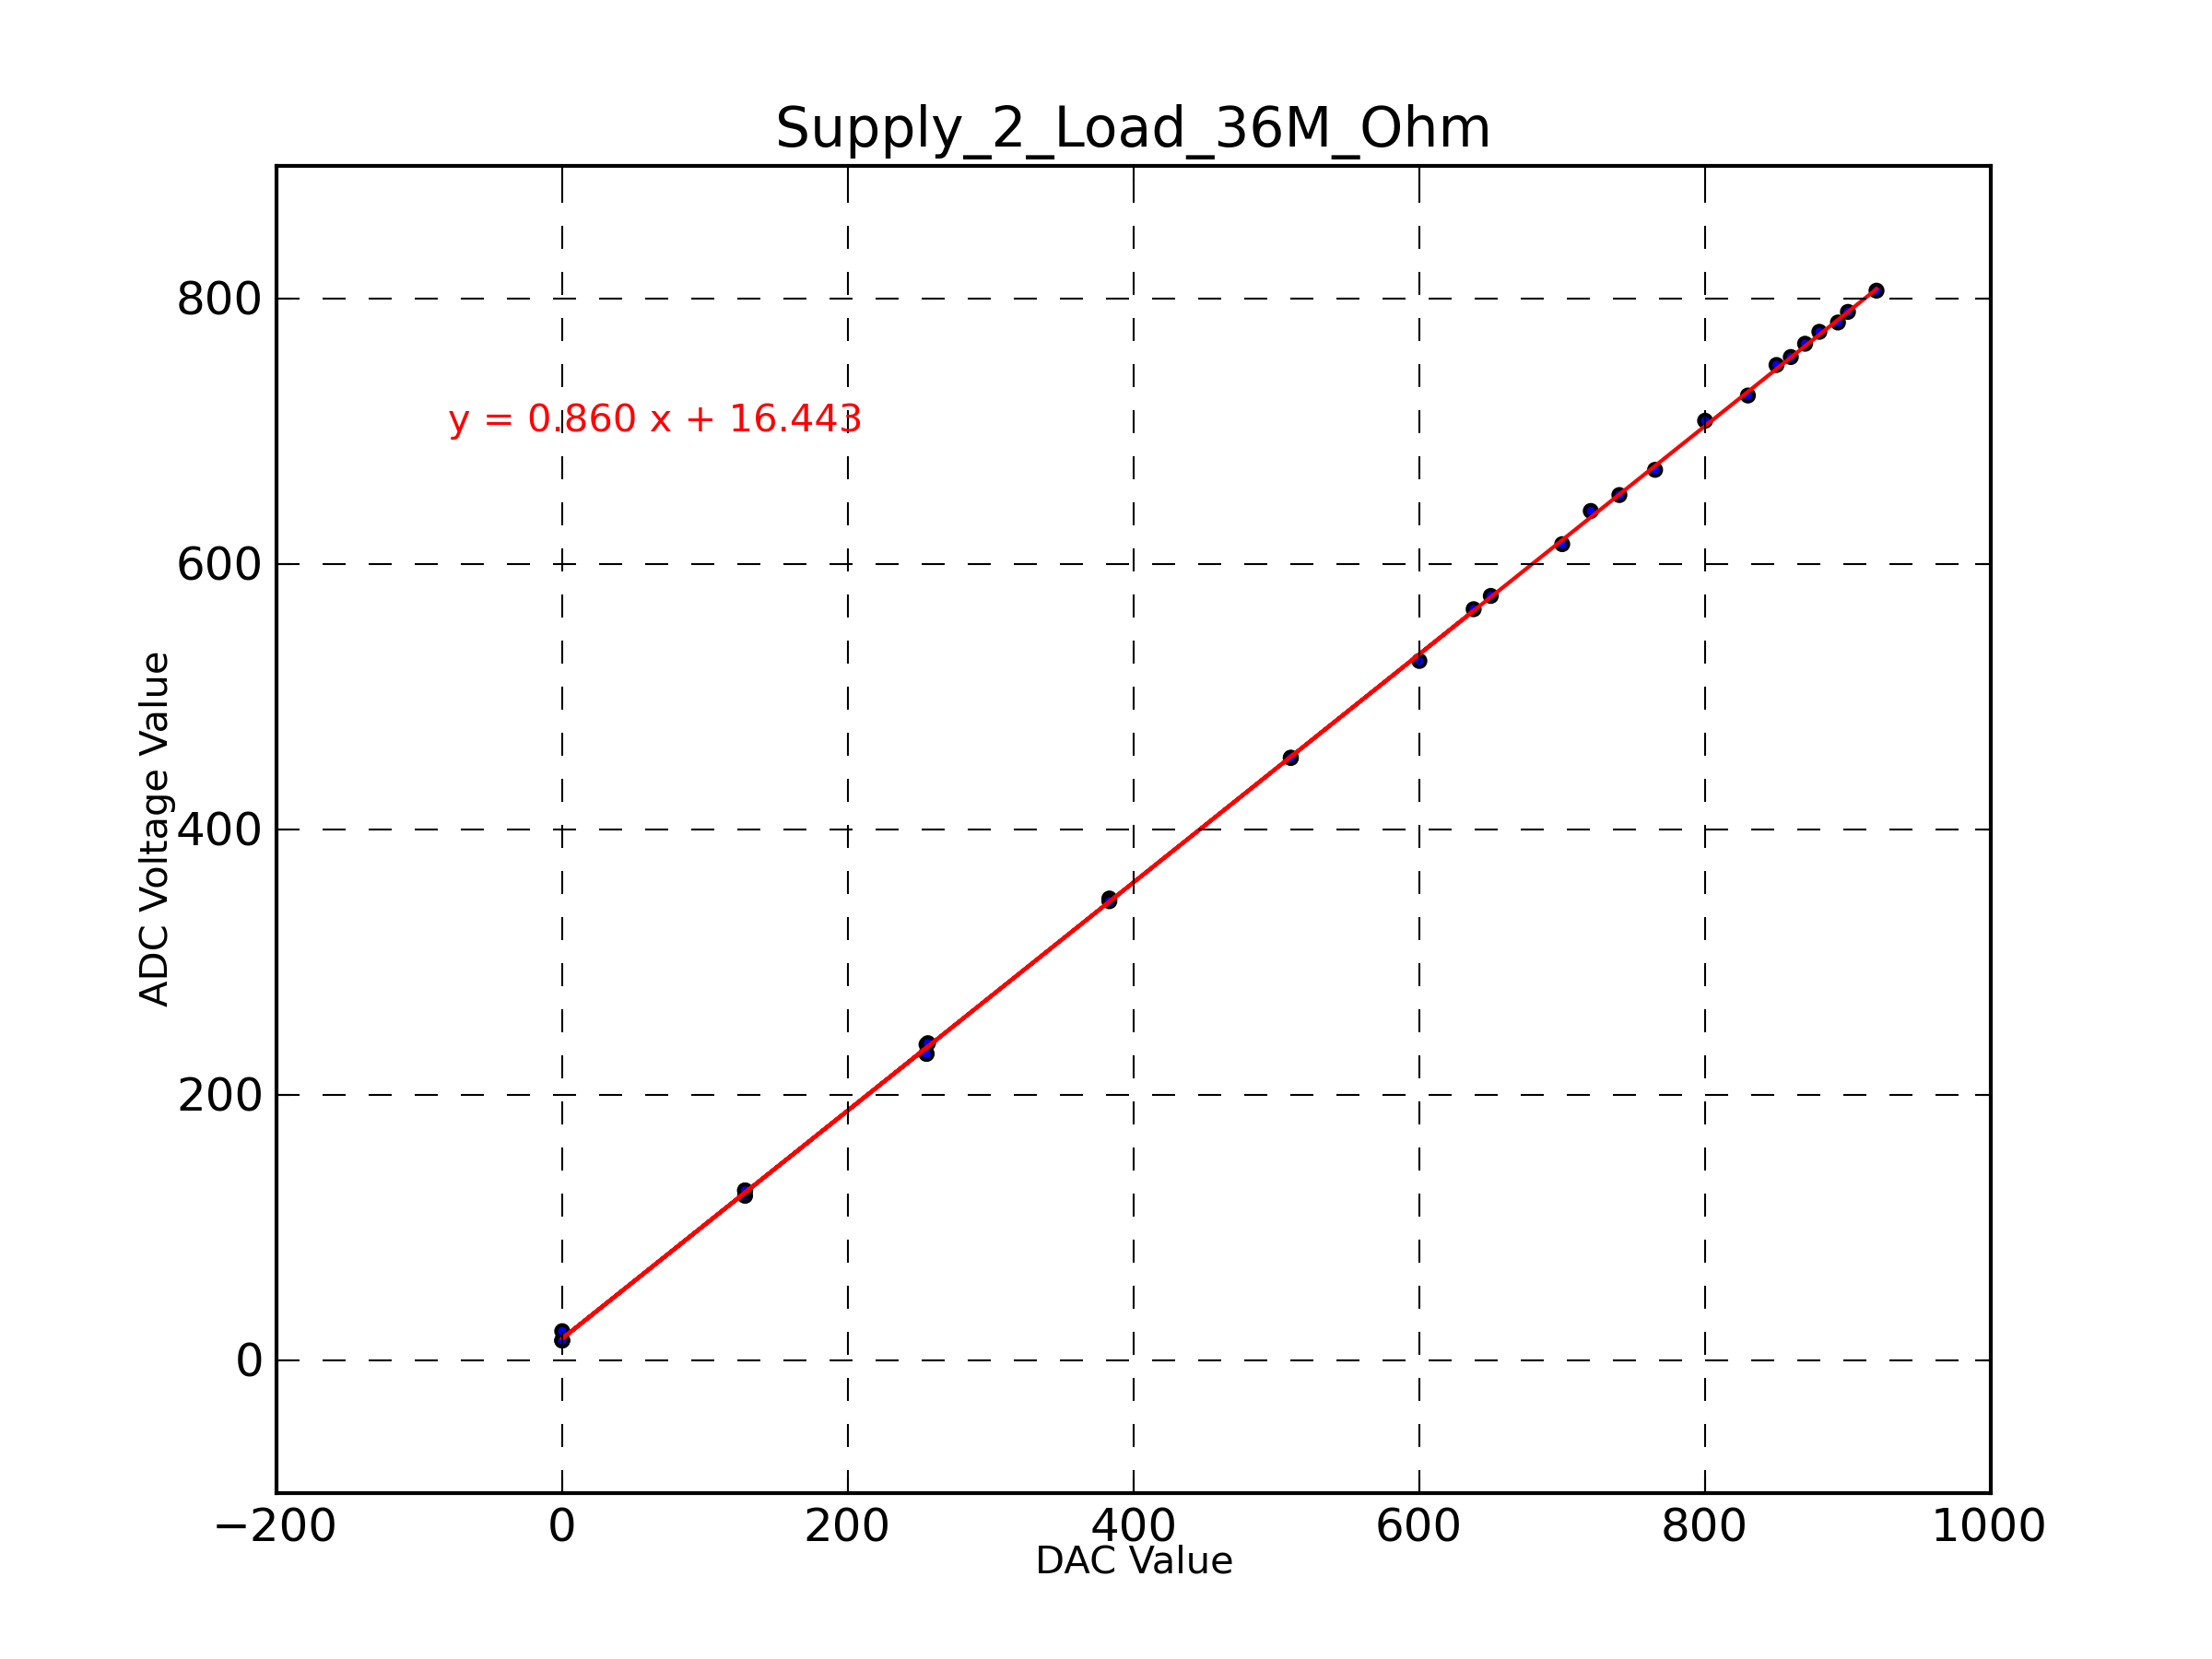 Supply_2_Load_36M_Ohm
800
y = 0.860 x + 16.443
600
ADC Voltage Value
400
200
0
−200 0 200 400 600 800 1000
DAC Value